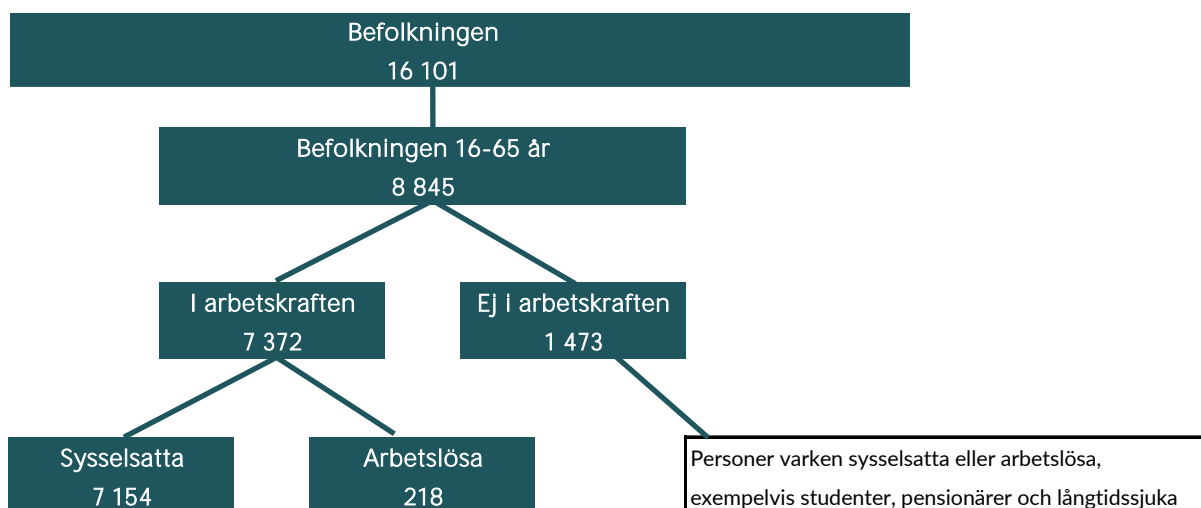 Befolkningen
16 101
Befolkningen 16-65 år
8 845
I arbetskraften
7 372
Ej i arbetskraften
1 473
Sysselsatta
7 154
Arbetslösa
218
Personer varken sysselsatta eller arbetslösa,
exempelvis studenter, pensionärer och långtidssjuka